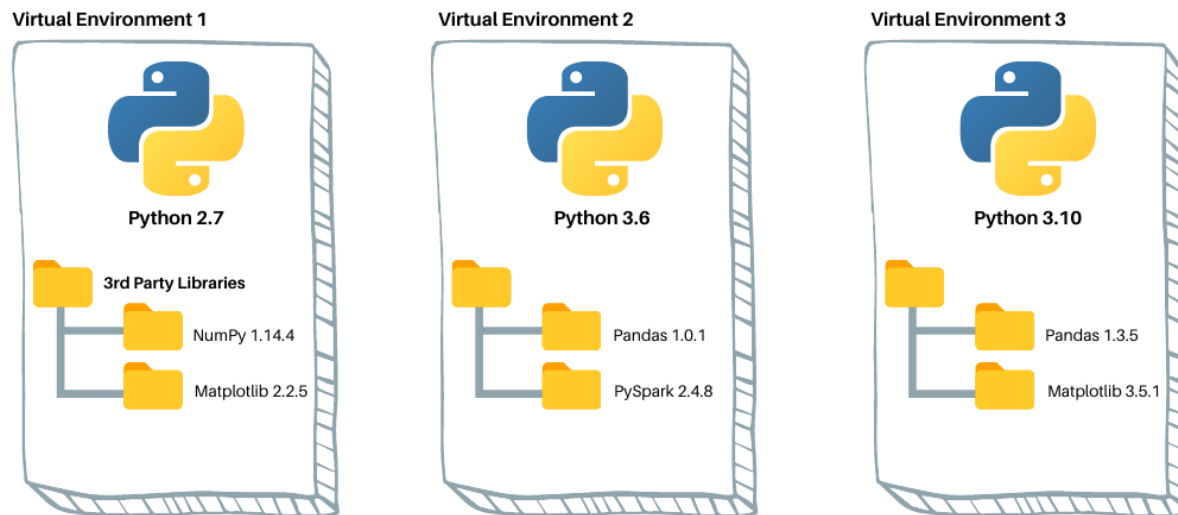 Virtual Environment 1
Python 2.7
3rd Party Libraries
NumPy 1.14.4
Matplotlib 2.2.5
Virtual Environment 2
Python 3.6
Pandas 1.0.1
PySpark 2.4.8
Virtual Environment 3
Python 3.10
Pandas 1.3.5
Matplotlib 3.5.1